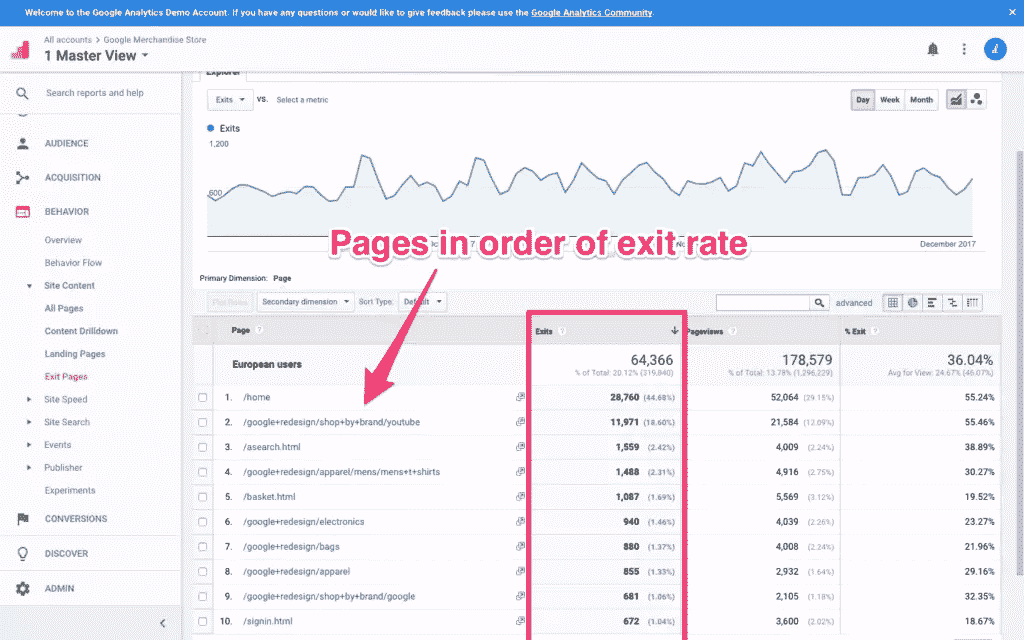 Welcome to the Google Analytics Demo Account. If you have any questions or would like to give feedback please use the Google Analytics Community.
All accounts > Google Merchandise Store
1 Master View
Search reports and help
AUDIENCE
ACQUISITION
BEHAVIOR
Overview
Behavior Flow
Site Content
All Pages
Content Drilldown
Landing Pages
Exit Pages
Site Speed
Site Search
Events
Publisher
Experiments
CONVERSIONS
DISCOVER
ADMIN
Explorer
Exits VS. Select a metric
Day Week Month
Exits
1,200
600
December 2017
Pages in order of exit rate
Primary Dimension: Page
Plot Rows Secondary dimension Sort Type: Default advanced
Page Exits Pageviews % Exit
European users 64,366 178,579 36.04%
% of Total: 20.12% (319,840) % of Total: 13.78% (1,296,229) Avg for View: 24.67% (46.07%)
1. /home 28,760 (44.68%) 52,064 (29.15%) 55.24%
2. /google+redesign/shop+by+brand/youtube 11,971 (18.60%) 21,584 (12.09%) 55.46%
3. /asearch.html 1,559 (2.42%) 4,009 (2.24%) 38.89%
4. /google+redesign/apparel/mens/mens+t+shirts 1,488 (2.31%) 4,916 (2.75%) 30.27%
5. /basket.html 1,087 (1.69%) 5,569 (3.12%) 19.52%
6. /google+redesign/electronics 940 (1.46%) 4,039 (2.26%) 23.27%
7. /google+redesign/bags 880 (1.37%) 4,008 (2.24%) 21.96%
8. /google+redesign/apparel 855 (1.33%) 2,932 (1.64%) 29.16%
9. /google+redesign/shop+by+brand/google 681 (1.06%) 2,105 (1.18%) 32.35%
10. /signin.html 672 (1.04%) 3,600 (2.02%) 18.67%